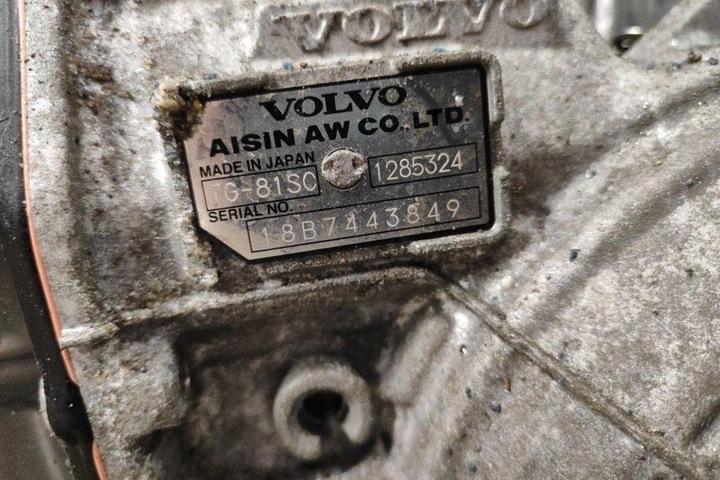 VOLVO
VOLVO
AISIN AW CO., LTD.
MADE IN JAPAN
TG-81SC 1285324
SERIAL NO.
18B7443849